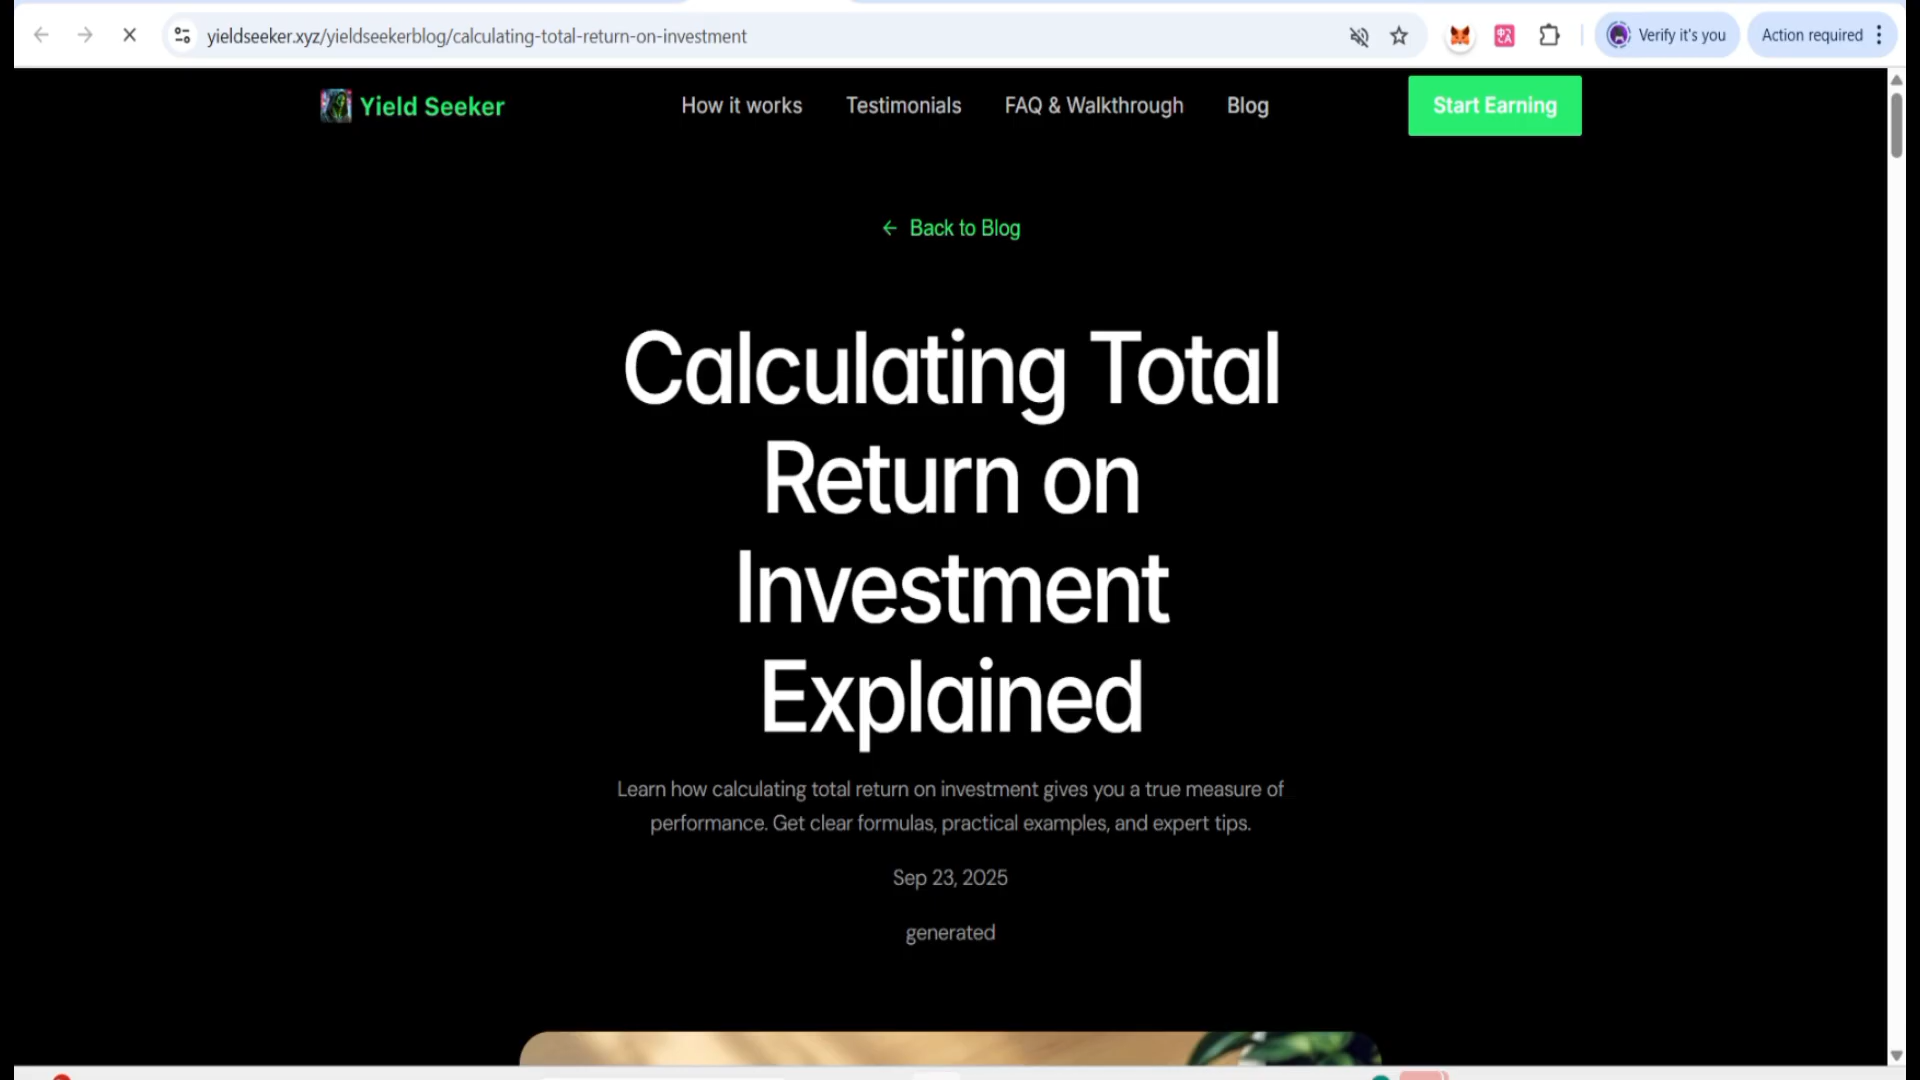 yieldseeker.xyz/yieldseekerblog/calculating-total-return-on-investment
Verify it's you
Action required
Yield Seeker
How it works
Testimonials
FAQ & Walkthrough
Blog
Start Earning
← Back to Blog
Calculating Total
Return on
Investment
Explained
Learn how calculating total return on investment gives you a true measure of
performance. Get clear formulas, practical examples, and expert tips.
Sep 23, 2025
generated